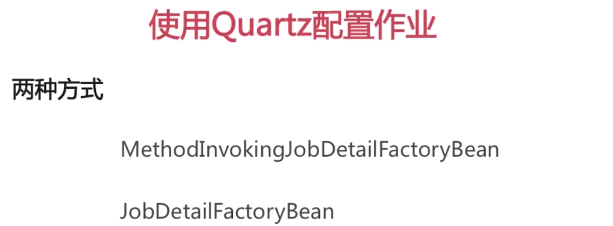 使用Quartz配置作业
两种方式
MethodInvokingJobDetailFactoryBean
JobDetailFactoryBean